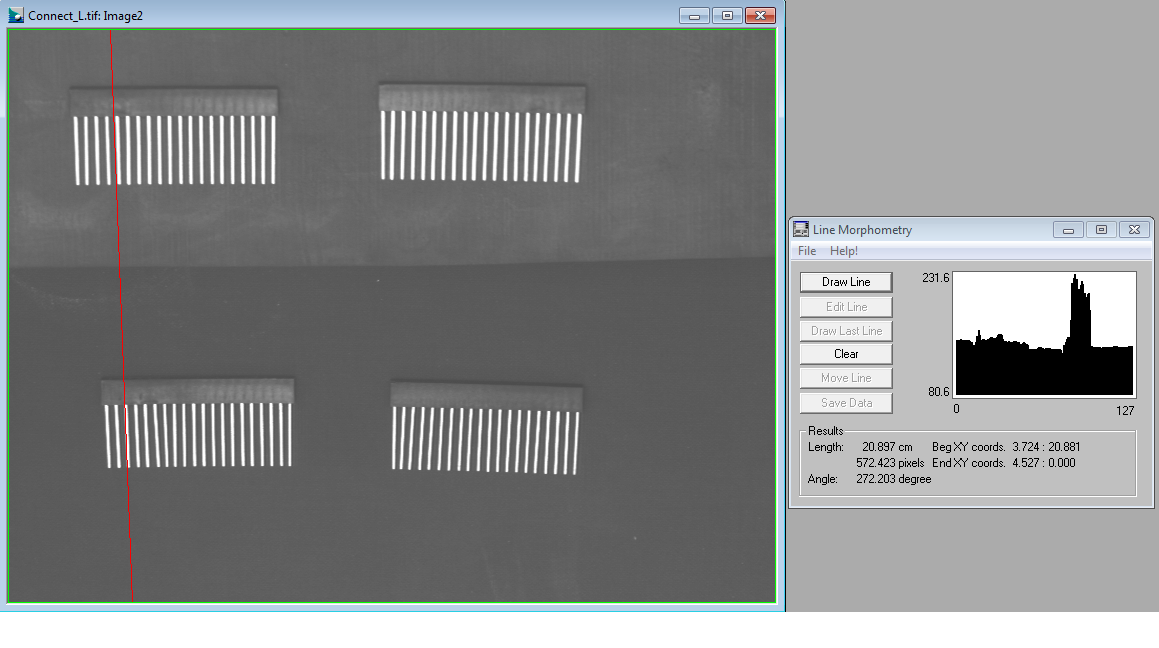 Connect_L.tif: Image2
Line Morphometry
File Help!
Draw Line
Edit Line
Draw Last Line
Clear
Move Line
Save Data
231.6
80.6
0 127
Results
Length: 20.897 cm Beg XY coords. 3.724 : 20.881
572.423 pixels End XY coords. 4.527 : 0.000
Angle: 272.203 degree